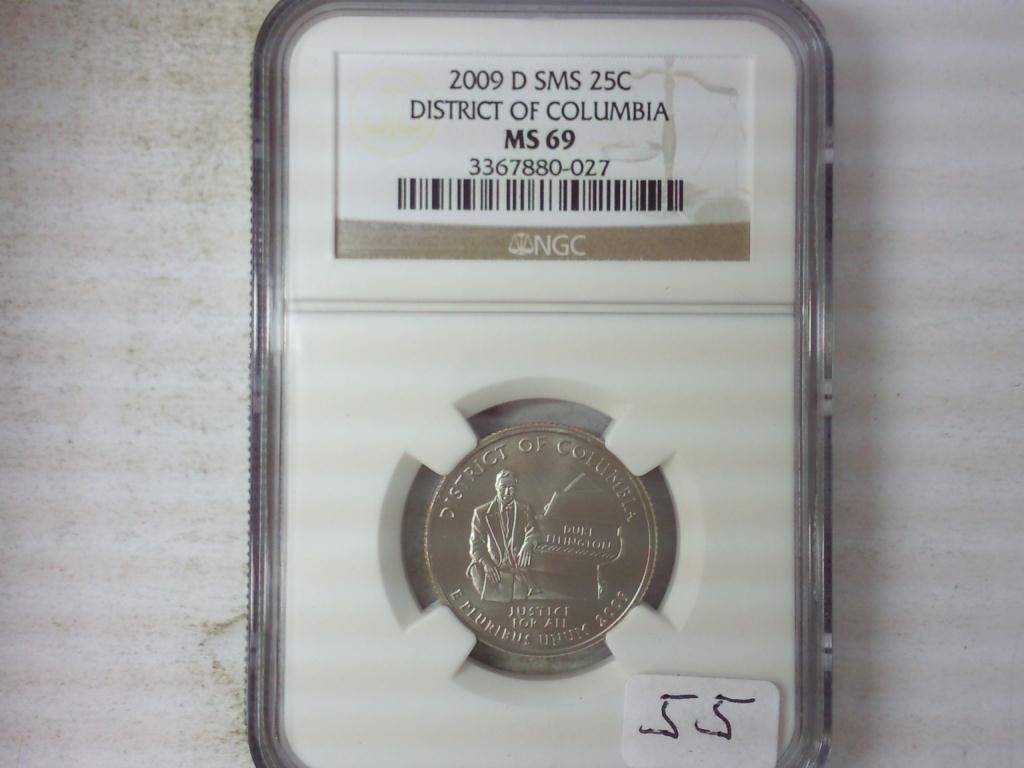 2009 D SMS 25C
DISTRICT OF COLUMBIA
MS 69
3367880-027
NGC
DISTRICT OF COLUMBIA
DUKE
ELLINGTON
JUSTICE
FOR ALL
E PLURIBUS UNUM 2009
55